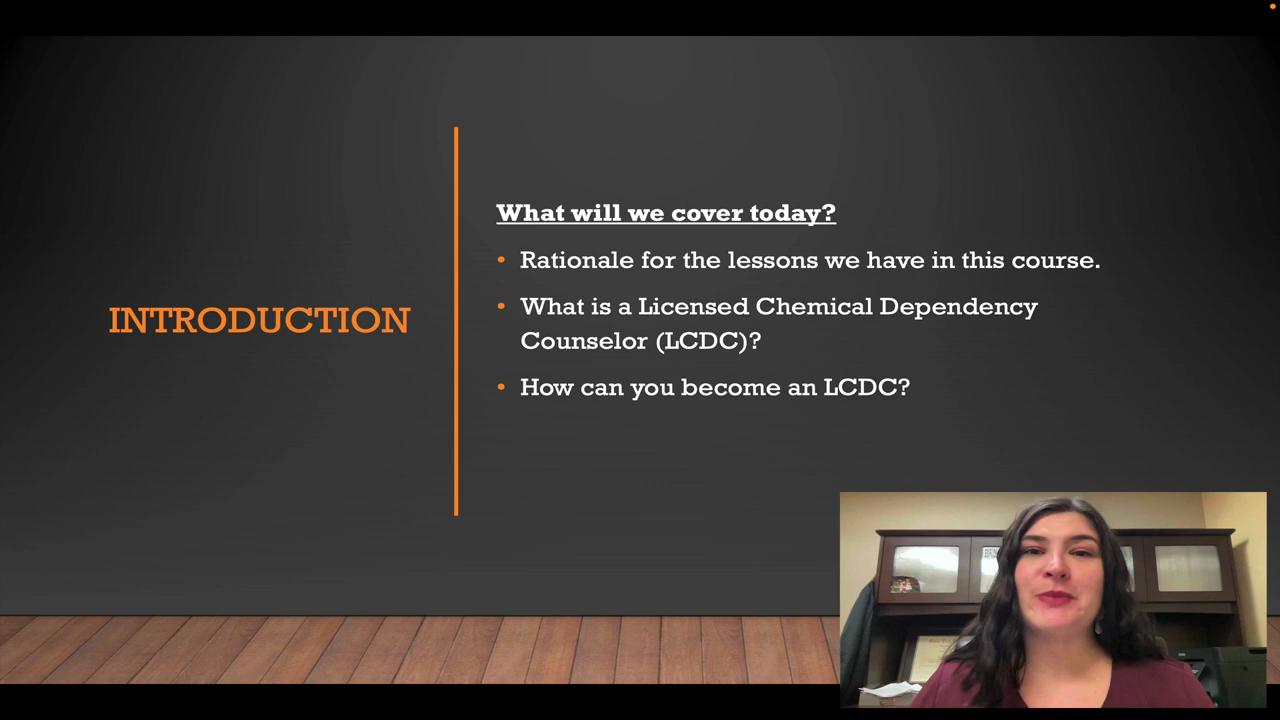 INTRODUCTION
What will we cover today?
• Rationale for the lessons we have in this course.
• What is a Licensed Chemical Dependency
Counselor (LCDC)?
• How can you become an LCDC?